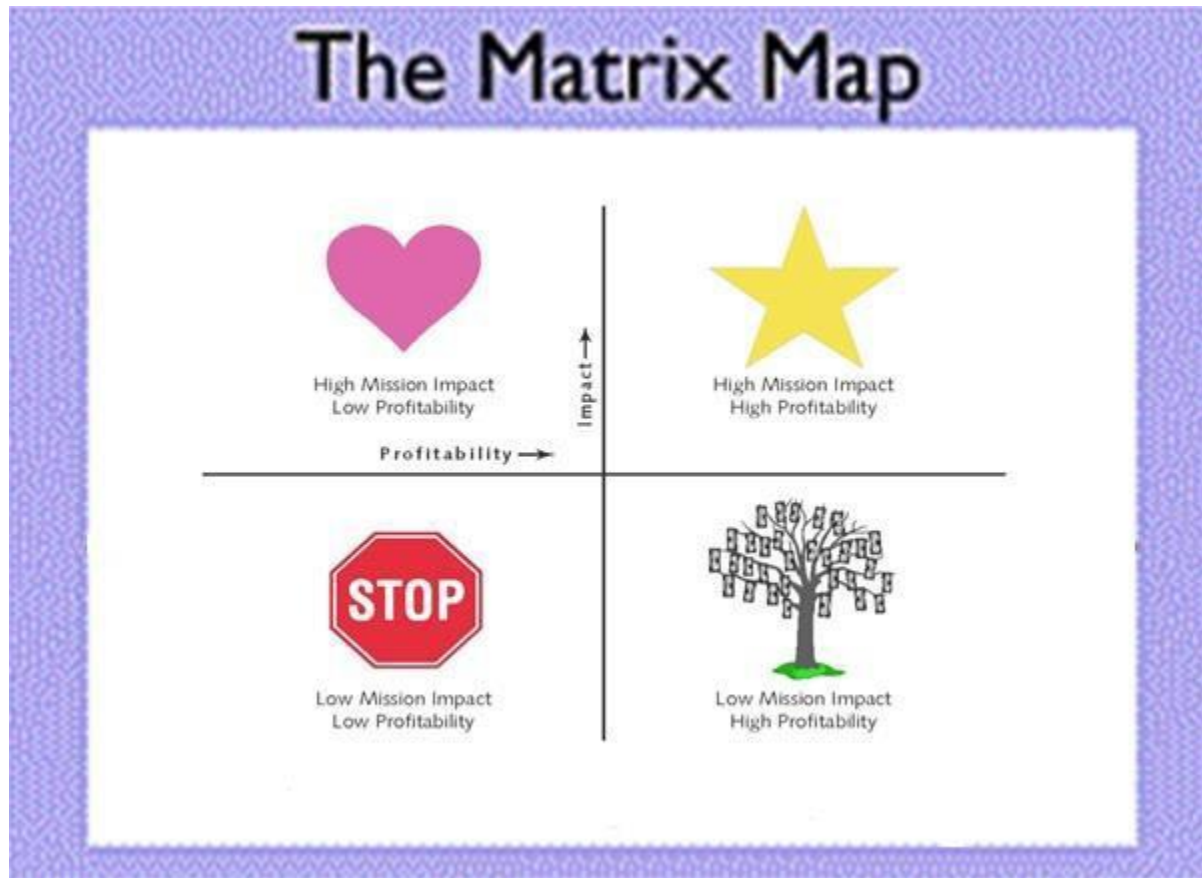 The Matrix Map
High Mission Impact
Low Profitability
Impact
High Mission Impact
High Profitability
Profitability
STOP
Low Mission Impact
Low Profitability
Low Mission Impact
High Profitability